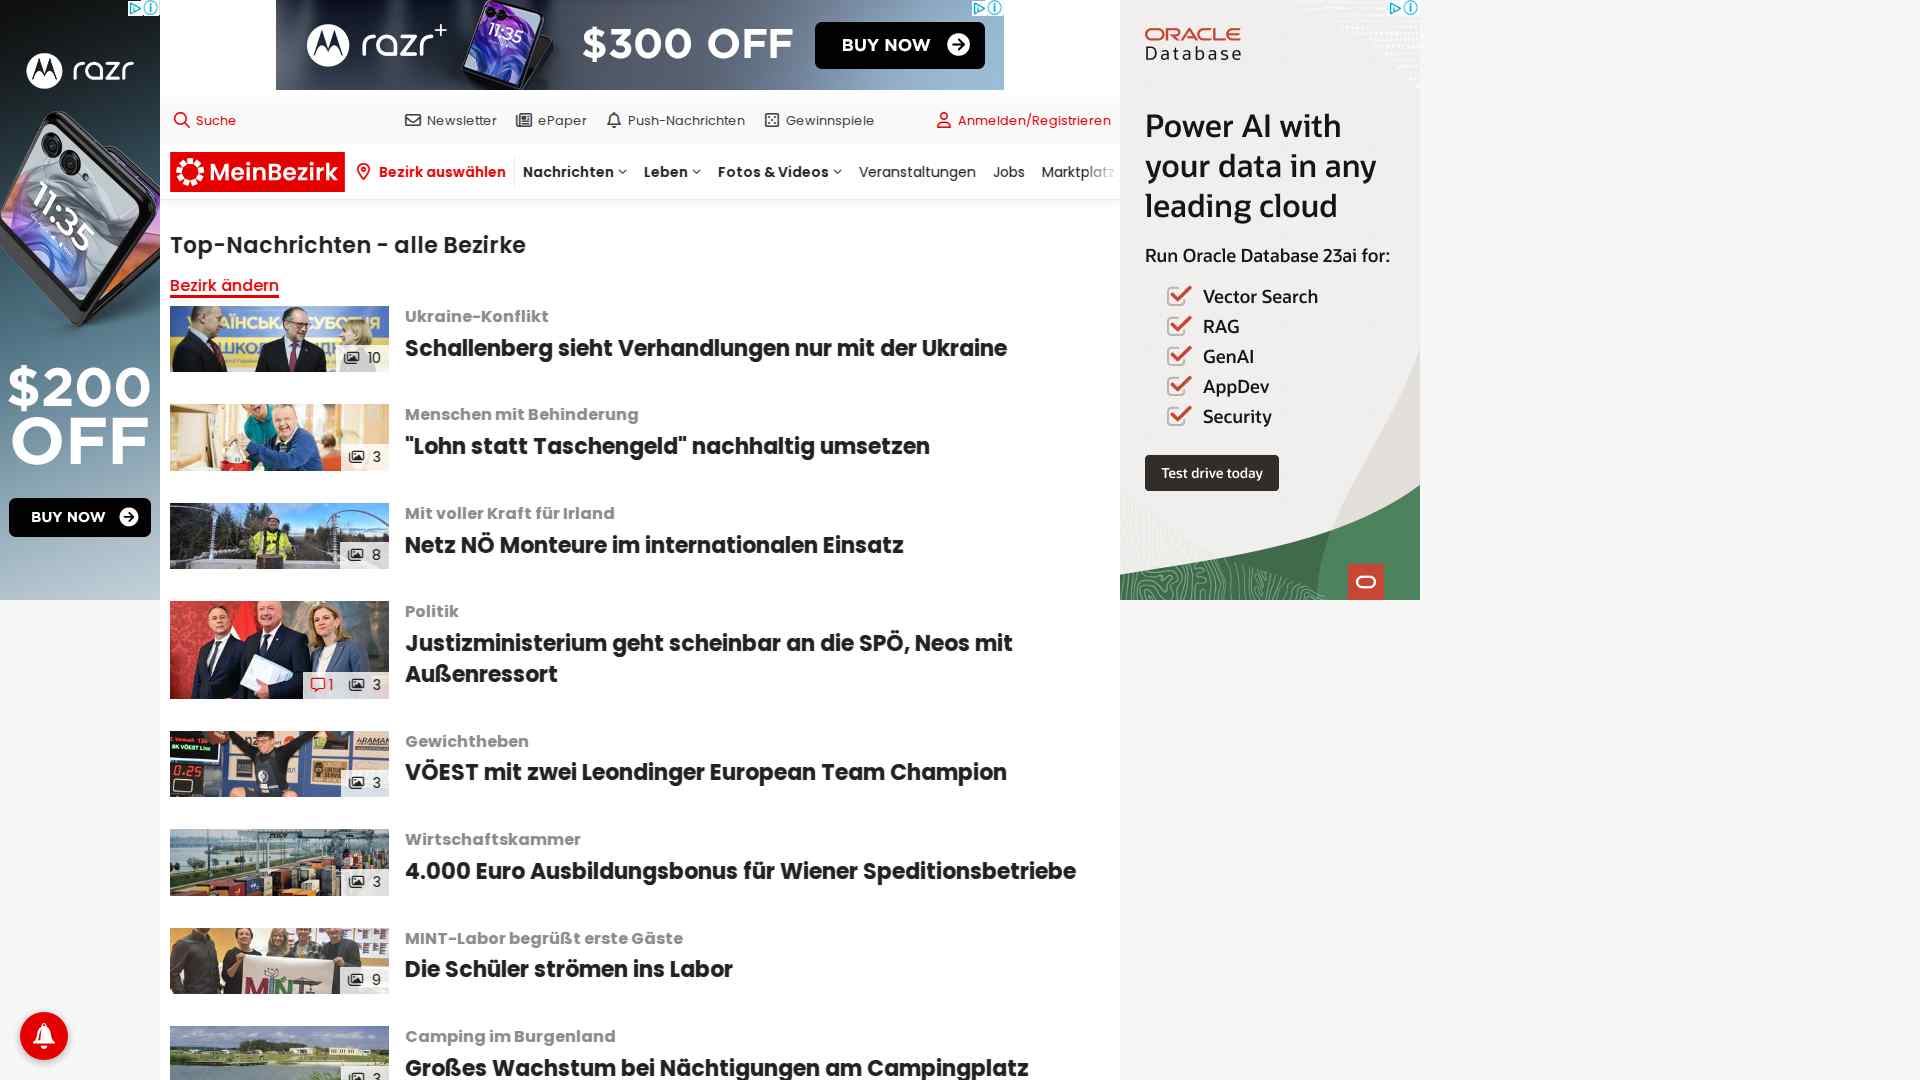 razr
11:35
$200
OFF
BUY NOW
razr+
11:35
$300 OFF
BUY NOW
Suche
Newsletter
ePaper
Push-Nachrichten
Gewinnspiele
Anmelden/Registrieren
MeinBezirk
Bezirk auswählen
Nachrichten
Leben
Fotos & Videos
Veranstaltungen
Jobs
Marktplatz
Top-Nachrichten - alle Bezirke
Bezirk ändern
10
Ukraine-Konflikt
Schallenberg sieht Verhandlungen nur mit der Ukraine
3
Menschen mit Behinderung
"Lohn statt Taschengeld" nachhaltig umsetzen
8
Mit voller Kraft für Irland
Netz NÖ Monteure im internationalen Einsatz
1 3
Politik
Justizministerium geht scheinbar an die SPÖ, Neos mit
Außenressort
BK VÖEST Linz
0.25
3
Gewichtheben
VÖEST mit zwei Leondinger European Team Champion
3
Wirtschaftskammer
4.000 Euro Ausbildungsbonus für Wiener Speditionsbetriebe
MINT
9
MINT-Labor begrüßt erste Gäste
Die Schüler strömen ins Labor
3
Camping im Burgenland
Großes Wachstum bei Nächtigungen am Campingplatz
ORACLE
Database
Power AI with
your data in any
leading cloud
Run Oracle Database 23ai for:
Vector Search
RAG
GenAI
AppDev
Security
Test drive today